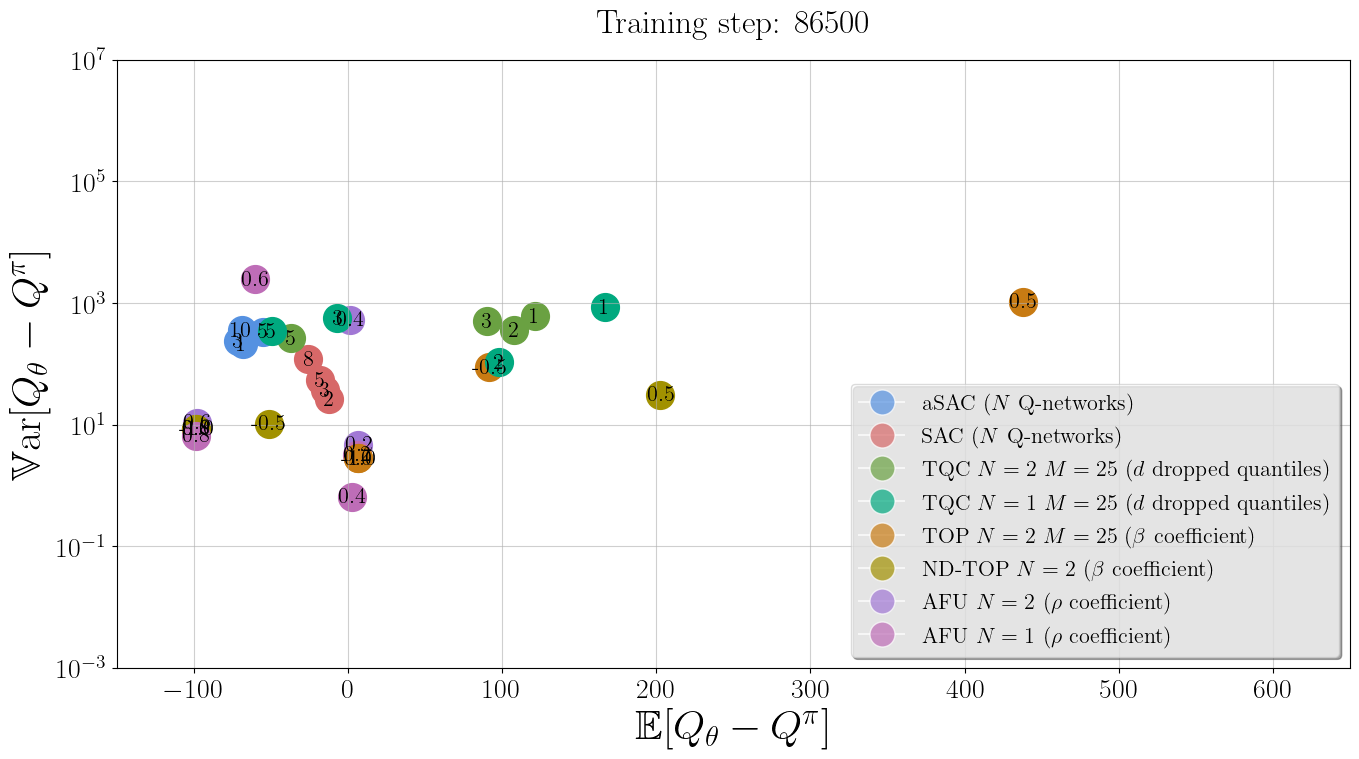 Training step: 86500
10^7
10^5
10^3
10^1
10^{-1}
10^{-3}
𝕍ar[Q_θ − Q^π]
0.6
0.5
1
3
0.4
3
2
1
10
3
1
5
5
5
8
5
3
2
-0.5
2
0.5
0.6
0.8
-0.5
0.2
0.4
aSAC (N Q-networks)
SAC (N Q-networks)
TQC N = 2 M = 25 (d dropped quantiles)
TQC N = 1 M = 25 (d dropped quantiles)
TOP N = 2 M = 25 (β coefficient)
ND-TOP N = 2 (β coefficient)
AFU N = 2 (ρ coefficient)
AFU N = 1 (ρ coefficient)
−100 0 100 200 300 400 500 600
𝔼[Q_θ − Q^π]